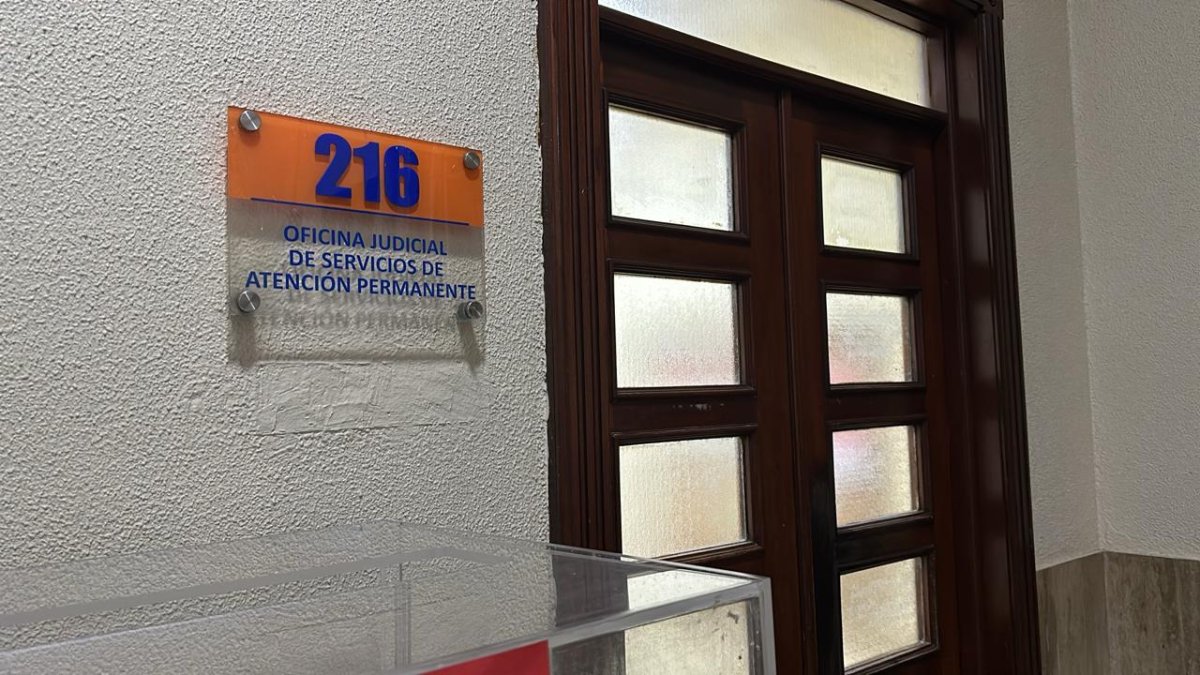 216
OFICINA JUDICIAL
DE SERVICIOS DE
ATENCIÓN PERMANENTE